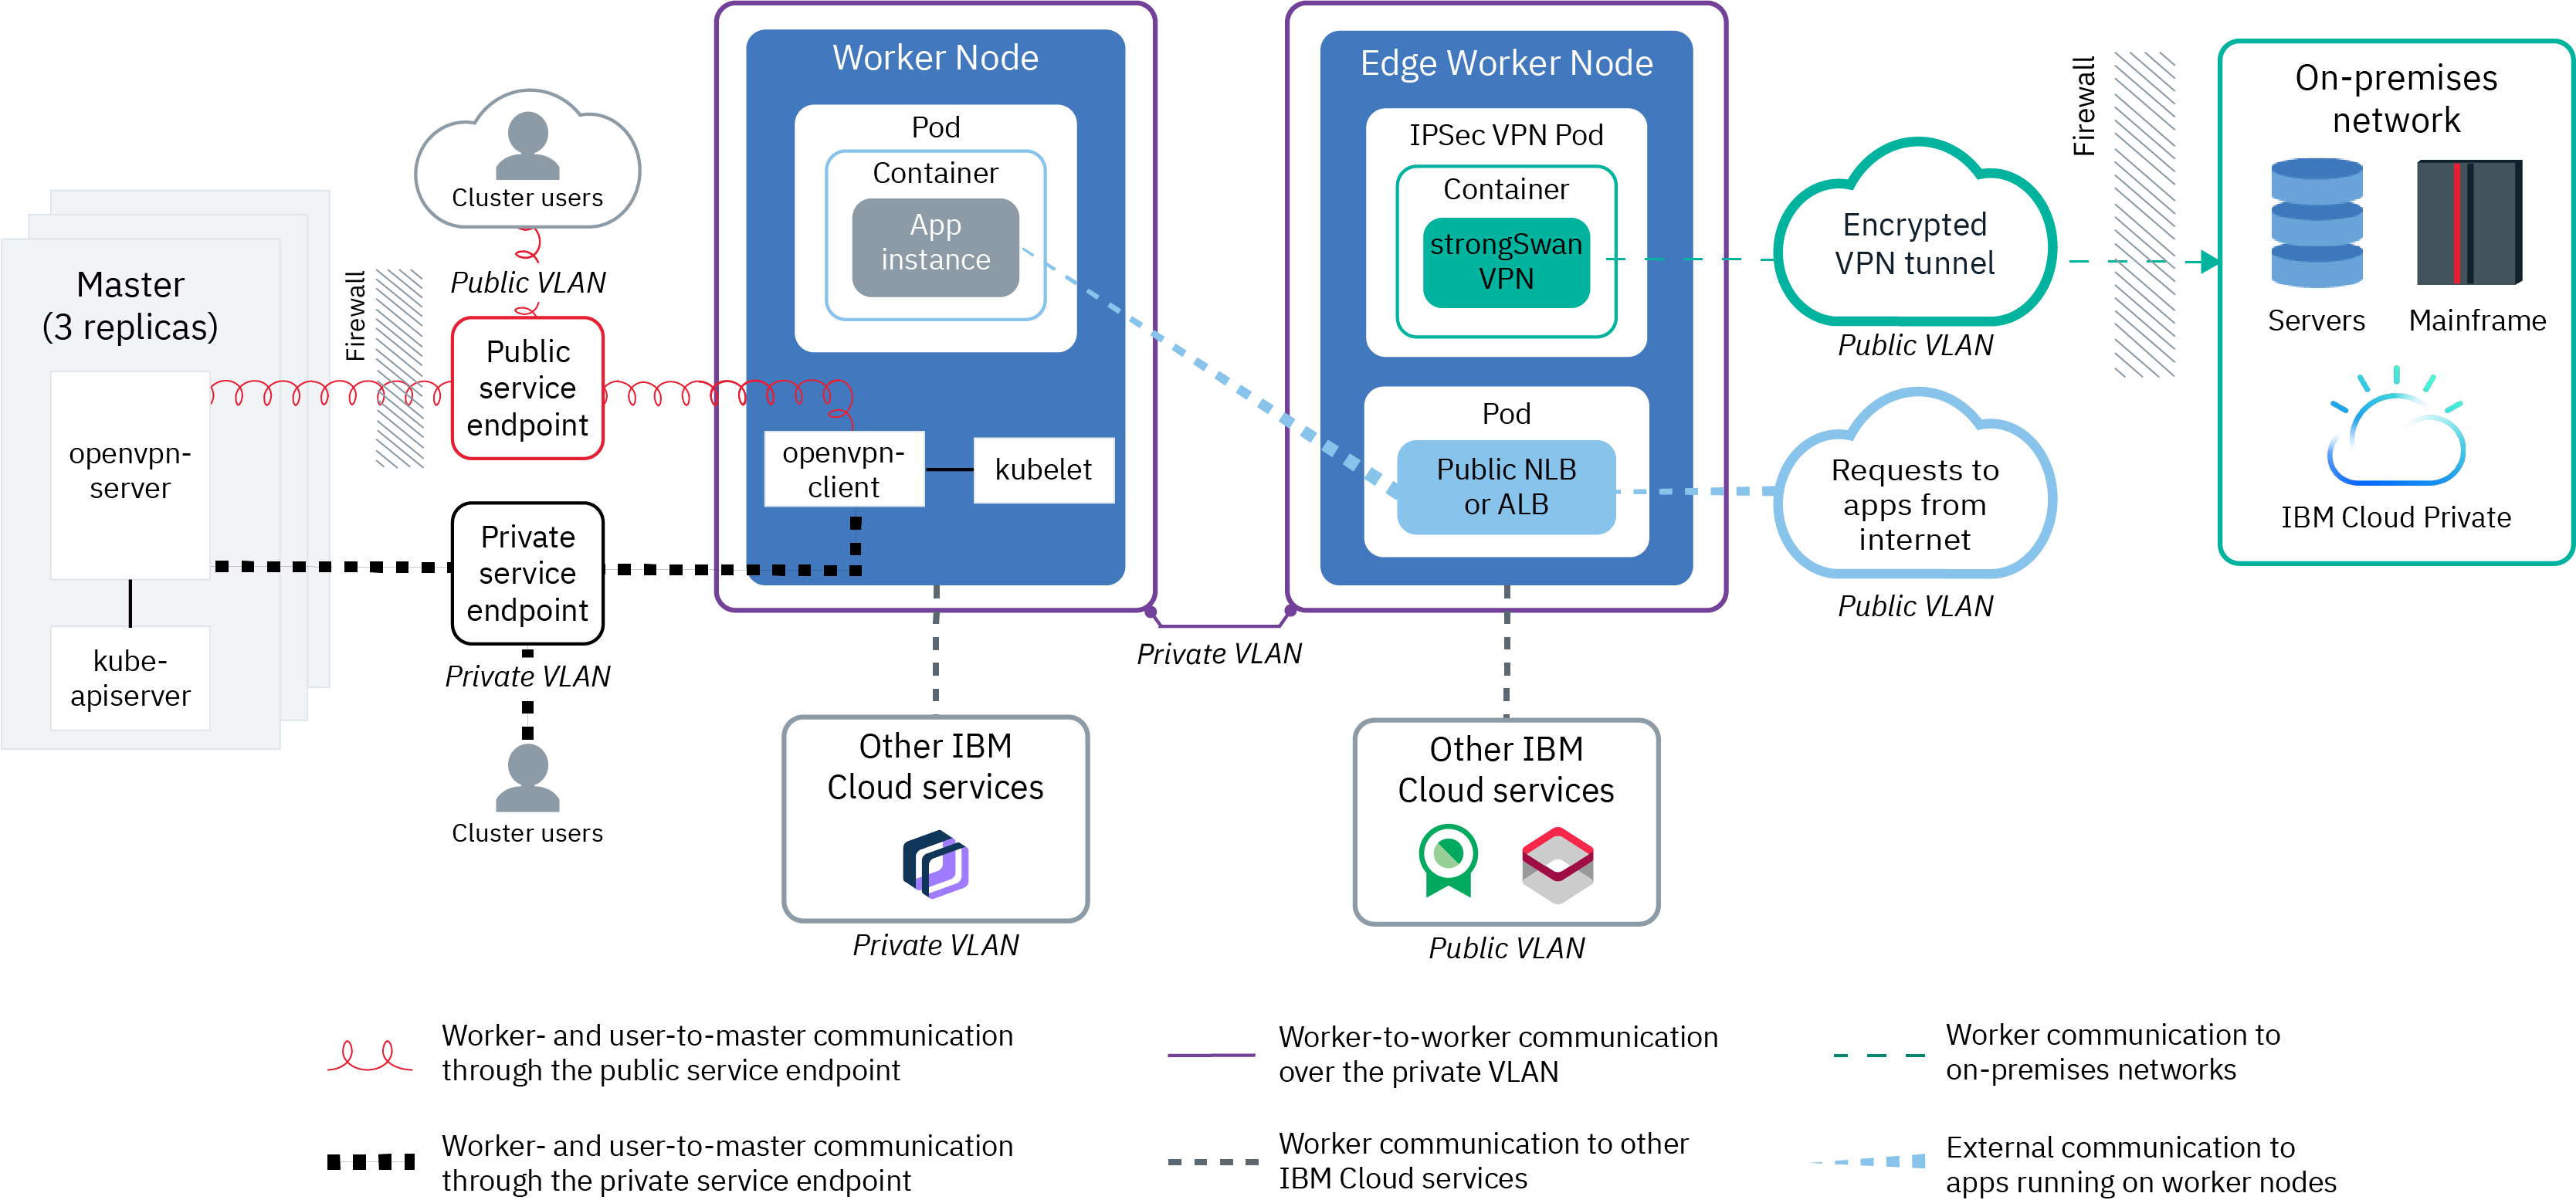 Master
(3 replicas)
openvpn-
server
kube-
apiserver
Firewall
Cluster users
Public VLAN
Public
service
endpoint
Private
service
endpoint
Private VLAN
Cluster users
Worker Node
Pod
Container
App
instance
openvpn-
client
kubelet
Other IBM
Cloud services
Private VLAN
Private VLAN
Edge Worker Node
IPSec VPN Pod
Container
strongSwan
VPN
Pod
Public NLB
or ALB
Other IBM
Cloud services
Public VLAN
Encrypted
VPN tunnel
Public VLAN
Requests to
apps from
internet
Public VLAN
Firewall
On-premises
network
Servers
Mainframe
IBM Cloud Private
Worker- and user-to-master communication
through the public service endpoint
Worker- and user-to-master communication
through the private service endpoint
Worker-to-worker communication
over the private VLAN
Worker communication to other
IBM Cloud services
Worker communication to
on-premises networks
External communication to
apps running on worker nodes